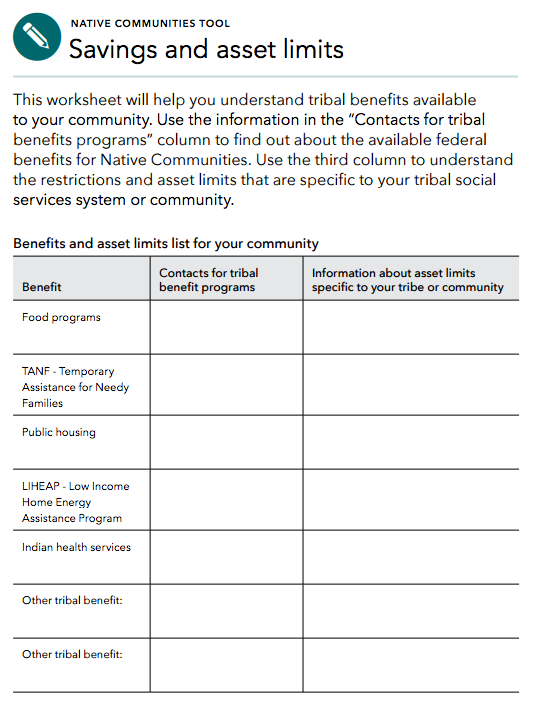 NATIVE COMMUNITIES TOOL
Savings and asset limits
This worksheet will help you understand tribal benefits available
to your community. Use the information in the “Contacts for tribal
benefits programs” column to find out about the available federal
benefits for Native Communities. Use the third column to understand
the restrictions and asset limits that are specific to your tribal social
services system or community.
Benefits and asset limits list for your community
Benefit
Contacts for tribal
benefit programs
Information about asset limits
specific to your tribe or community
Food programs
TANF - Temporary
Assistance for Needy
Families
Public housing
LIHEAP - Low Income
Home Energy
Assistance Program
Indian health services
Other tribal benefit:
Other tribal benefit: